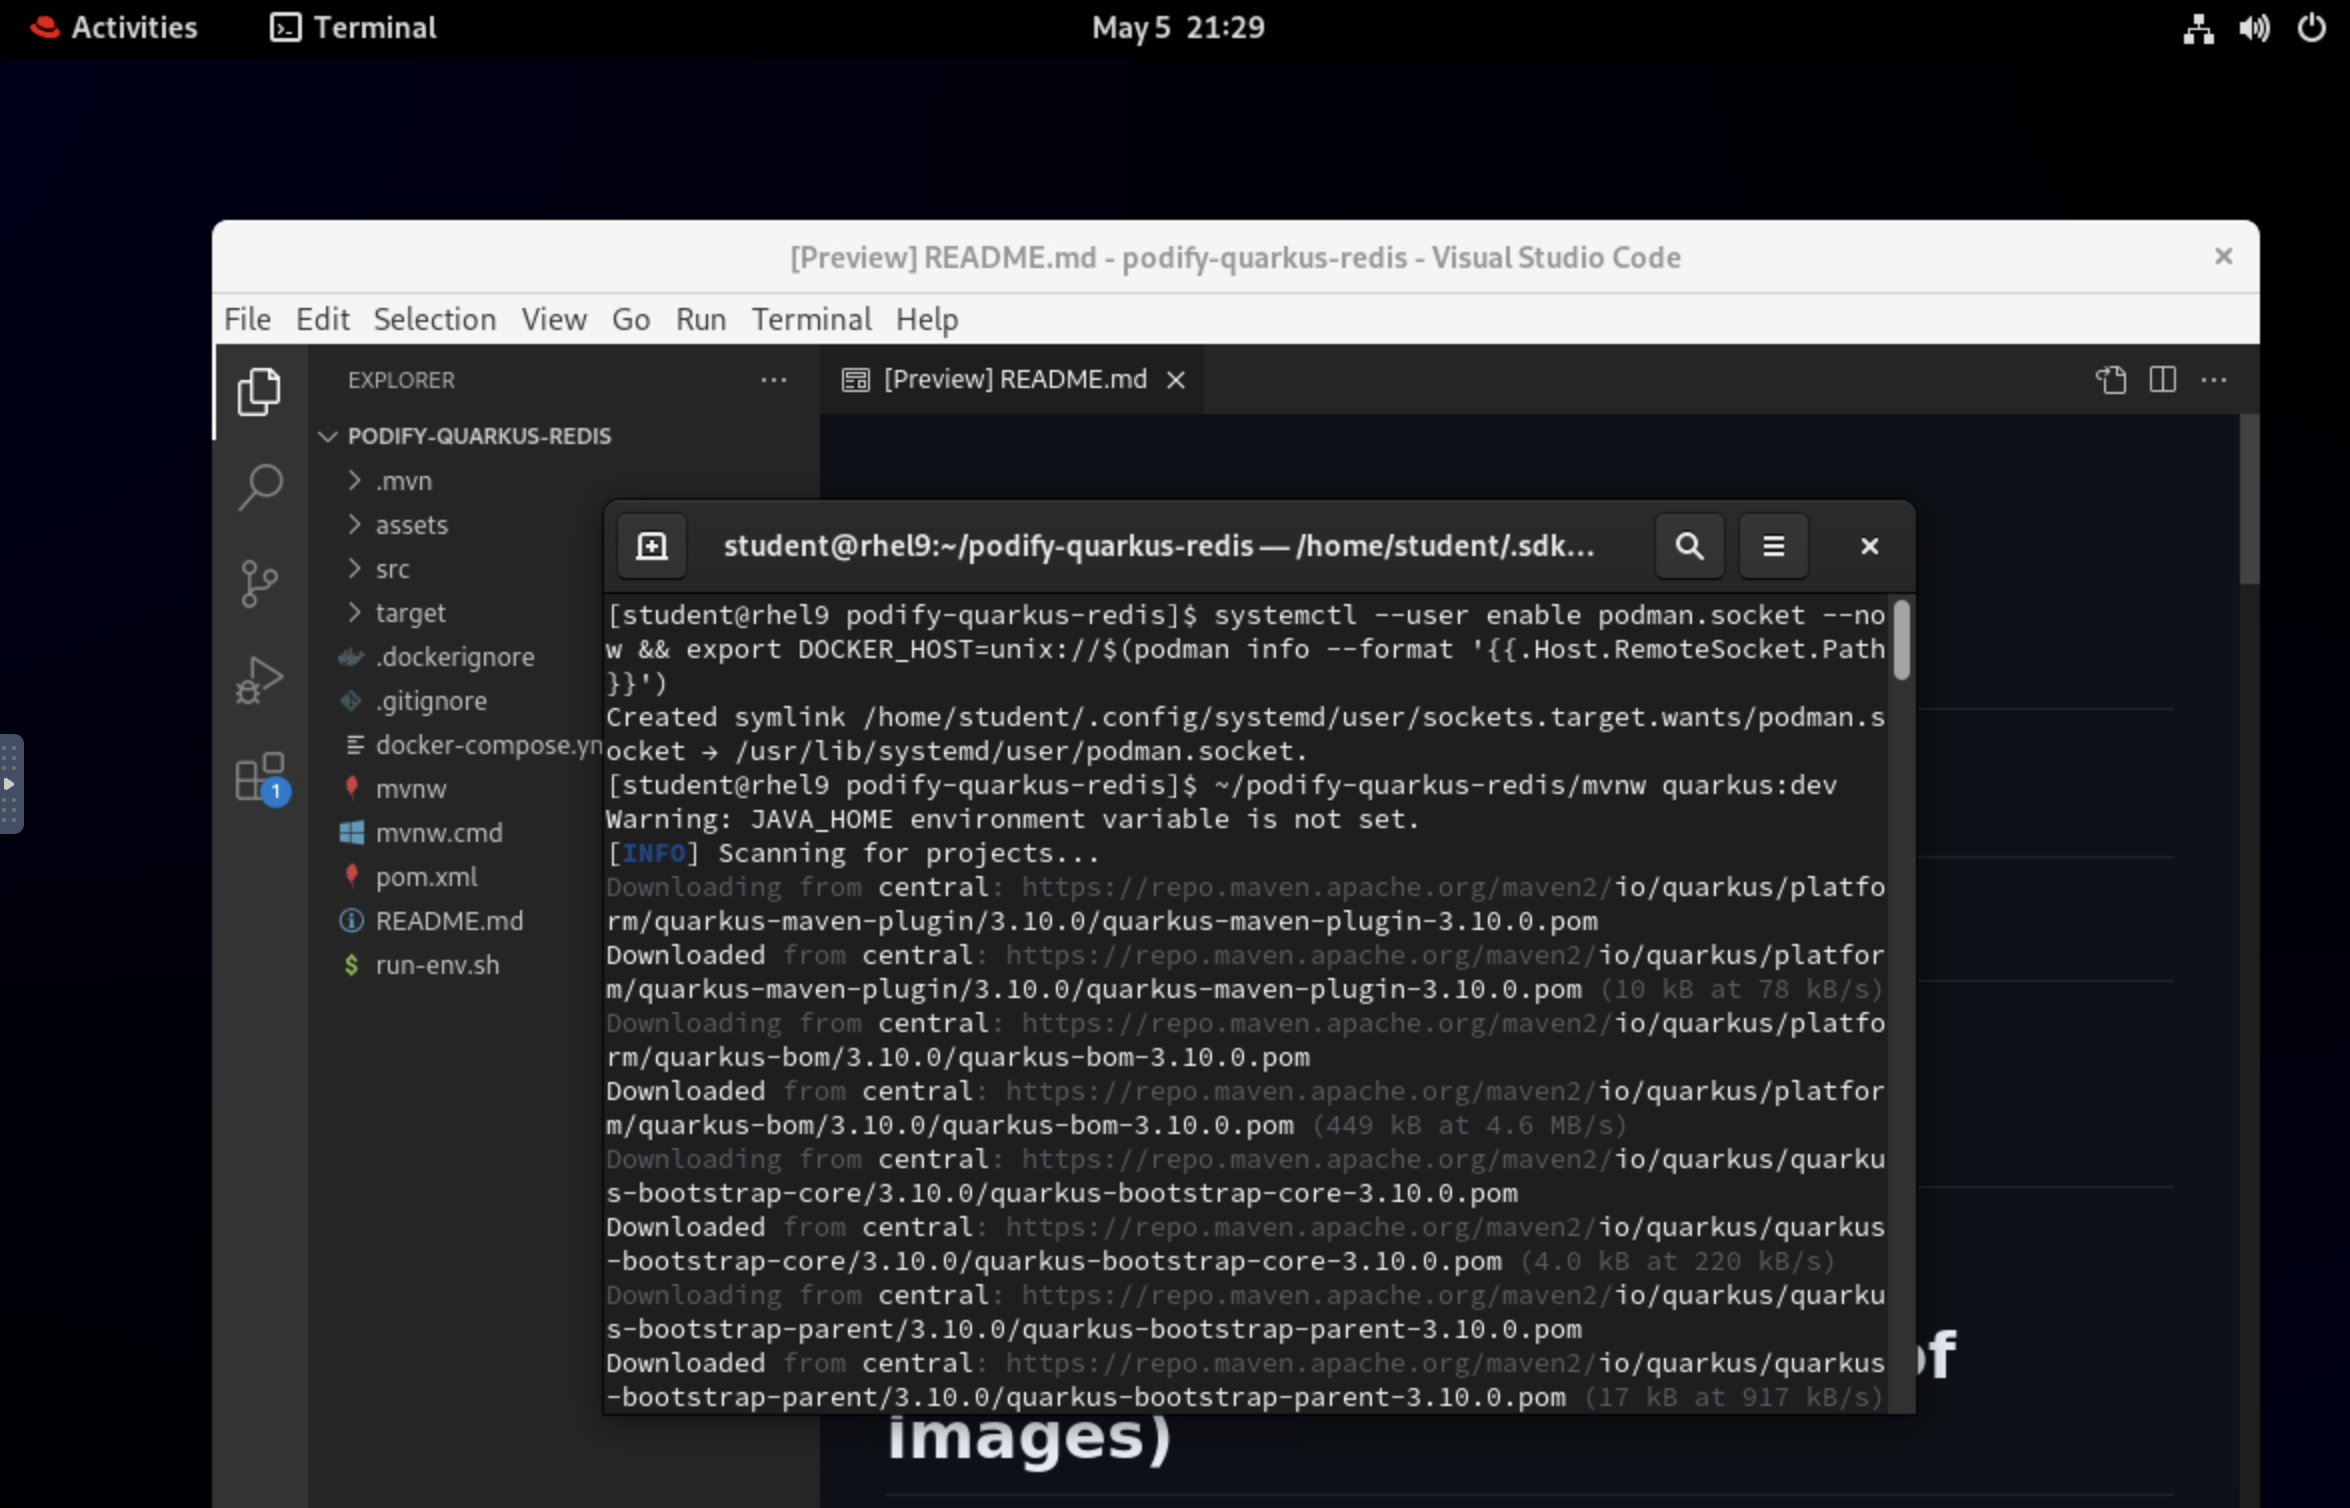 Activities
Terminal
May 5 21:29
[Preview] README.md - podify-quarkus-redis - Visual Studio Code
File Edit Selection View Go Run Terminal Help
EXPLORER
[Preview] README.md
PODIFY-QUARKUS-REDIS
.mvn
assets
src
target
.dockerignore
.gitignore
docker-compose.yn
mvnw
mvnw.cmd
pom.xml
README.md
run-env.sh
1
student@rhel9:~/podify-quarkus-redis — /home/student/.sdk...
[student@rhel9 podify-quarkus-redis]$ systemctl --user enable podman.socket --no
w && export DOCKER_HOST=unix://$(podman info --format '{{.Host.RemoteSocket.Path
}}')
Created symlink /home/student/.config/systemd/user/sockets.target.wants/podman.s
ocket → /usr/lib/systemd/user/podman.socket.
[student@rhel9 podify-quarkus-redis]$ ~/podify-quarkus-redis/mvnw quarkus:dev
Warning: JAVA_HOME environment variable is not set.
[INFO] Scanning for projects...
Downloading from central: https://repo.maven.apache.org/maven2/io/quarkus/platfo
rm/quarkus-maven-plugin/3.10.0/quarkus-maven-plugin-3.10.0.pom
Downloaded from central: https://repo.maven.apache.org/maven2/io/quarkus/platfor
m/quarkus-maven-plugin/3.10.0/quarkus-maven-plugin-3.10.0.pom (10 kB at 78 kB/s)
Downloading from central: https://repo.maven.apache.org/maven2/io/quarkus/platfo
rm/quarkus-bom/3.10.0/quarkus-bom-3.10.0.pom
Downloaded from central: https://repo.maven.apache.org/maven2/io/quarkus/platfor
m/quarkus-bom/3.10.0/quarkus-bom-3.10.0.pom (449 kB at 4.6 MB/s)
Downloading from central: https://repo.maven.apache.org/maven2/io/quarkus/quarku
s-bootstrap-core/3.10.0/quarkus-bootstrap-core-3.10.0.pom
Downloaded from central: https://repo.maven.apache.org/maven2/io/quarkus/quarkus
-bootstrap-core/3.10.0/quarkus-bootstrap-core-3.10.0.pom (4.0 kB at 220 kB/s)
Downloading from central: https://repo.maven.apache.org/maven2/io/quarkus/quarku
s-bootstrap-parent/3.10.0/quarkus-bootstrap-parent-3.10.0.pom
Downloaded from central: https://repo.maven.apache.org/maven2/io/quarkus/quarkus
-bootstrap-parent/3.10.0/quarkus-bootstrap-parent-3.10.0.pom (17 kB at 917 kB/s)
of
images)